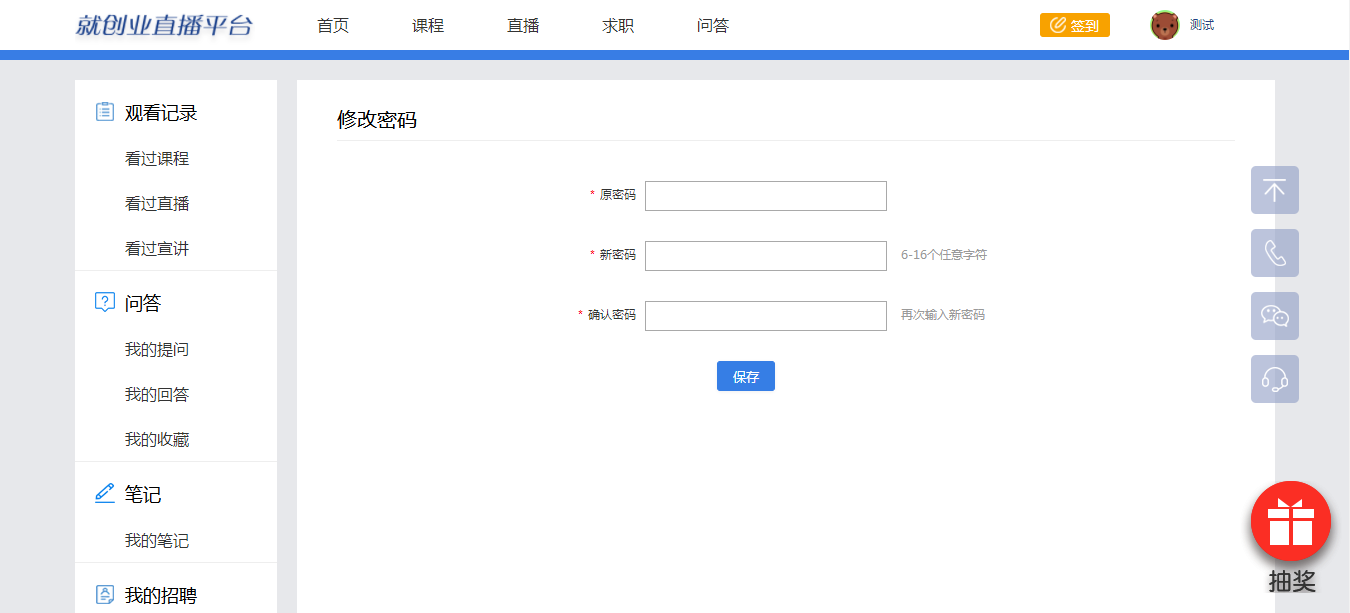 就创业直播平台
首页
课程
直播
求职
问答
签到
测试
观看记录
看过课程
看过直播
看过宣讲
问答
我的提问
我的回答
我的收藏
笔记
我的笔记
我的招聘
修改密码
* 原密码
* 新密码
6-16个任意字符
* 确认密码
再次输入新密码
保存
抽奖